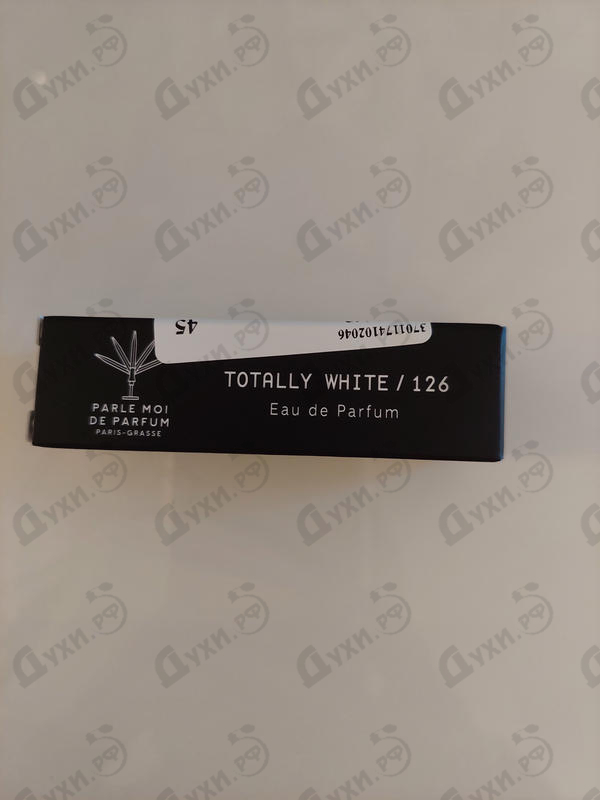 45
3701174102046
TOTALLY WHITE / 126
Eau de Parfum
PARLE MOI
DE PARFUM
PARIS-GRASSE
Духи.рф